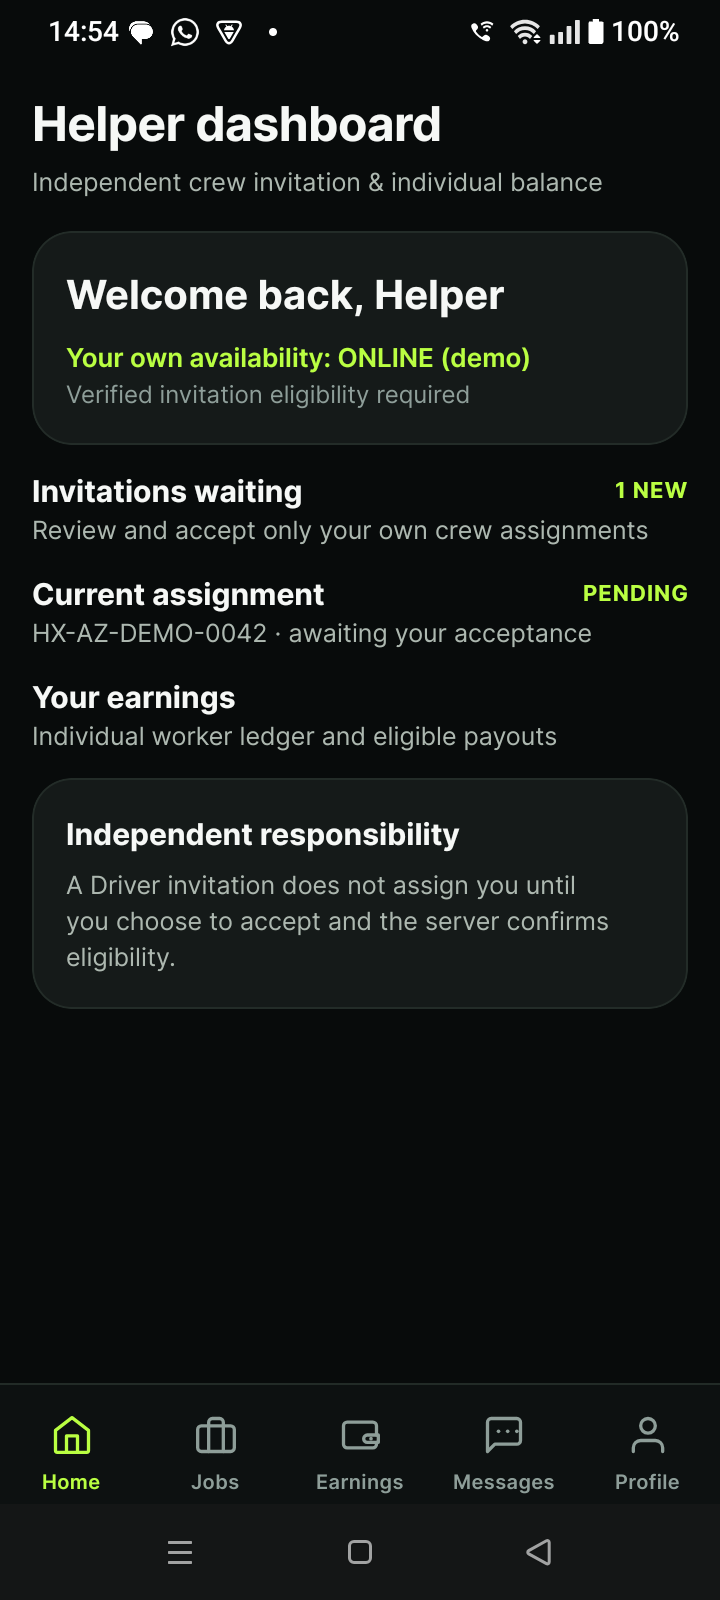 14:54
100%
Helper dashboard
Independent crew invitation & individual balance
Welcome back, Helper
Your own availability: ONLINE (demo)
Verified invitation eligibility required
Invitations waiting
1 NEW
Review and accept only your own crew assignments
Current assignment
PENDING
HX-AZ-DEMO-0042 · awaiting your acceptance
Your earnings
Individual worker ledger and eligible payouts
Independent responsibility
A Driver invitation does not assign you until
you choose to accept and the server confirms
eligibility.
Home
Jobs
Earnings
Messages
Profile